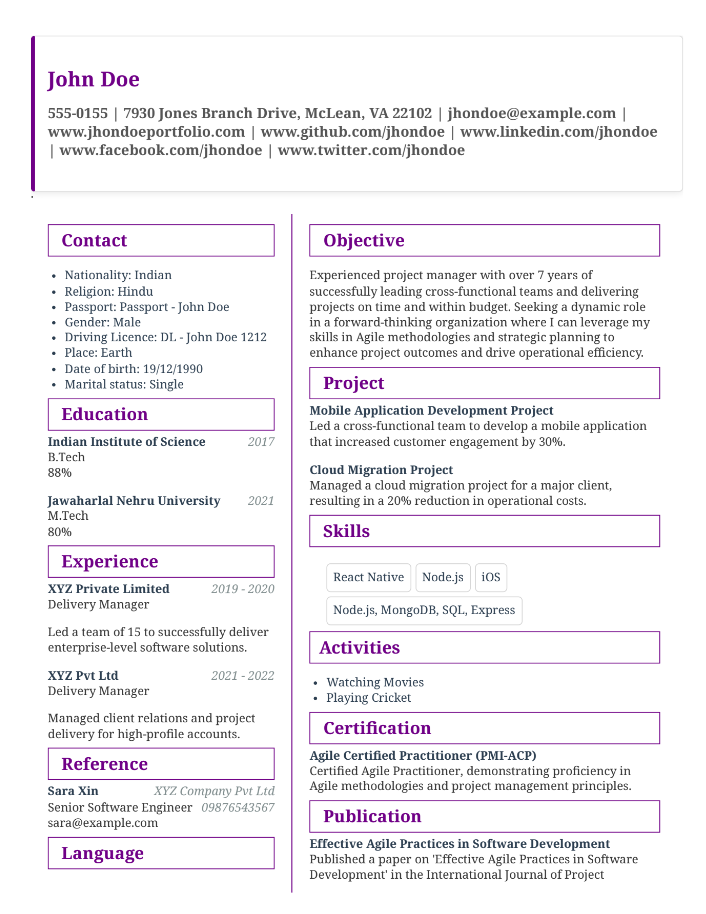 John Doe
555-0155 | 7930 Jones Branch Drive, McLean, VA 22102 | jhondoe@example.com |
www.jhondoeportfolio.com | www.github.com/jhondoe | www.linkedin.com/jhondoe
| www.facebook.com/jhondoe | www.twitter.com/jhondoe
.
Contact
• Nationality: Indian
• Religion: Hindu
• Passport: Passport - John Doe
• Gender: Male
• Driving Licence: DL - John Doe 1212
• Place: Earth
• Date of birth: 19/12/1990
• Marital status: Single
Education
Indian Institute of Science 2017
B.Tech
88%
Jawaharlal Nehru University 2021
M.Tech
80%
Experience
XYZ Private Limited 2019 - 2020
Delivery Manager
Led a team of 15 to successfully deliver
enterprise-level software solutions.
XYZ Pvt Ltd 2021 - 2022
Delivery Manager
Managed client relations and project
delivery for high-profile accounts.
Reference
Sara Xin XYZ Company Pvt Ltd
Senior Software Engineer 09876543567
sara@example.com
Language
Objective
Experienced project manager with over 7 years of
successfully leading cross-functional teams and delivering
projects on time and within budget. Seeking a dynamic role
in a forward-thinking organization where I can leverage my
skills in Agile methodologies and strategic planning to
enhance project outcomes and drive operational efficiency.
Project
Mobile Application Development Project
Led a cross-functional team to develop a mobile application
that increased customer engagement by 30%.
Cloud Migration Project
Managed a cloud migration project for a major client,
resulting in a 20% reduction in operational costs.
Skills
React Native Node.js iOS
Node.js, MongoDB, SQL, Express
Activities
• Watching Movies
• Playing Cricket
Certification
Agile Certified Practitioner (PMI-ACP)
Certified Agile Practitioner, demonstrating proficiency in
Agile methodologies and project management principles.
Publication
Effective Agile Practices in Software Development
Published a paper on 'Effective Agile Practices in Software
Development' in the International Journal of Project